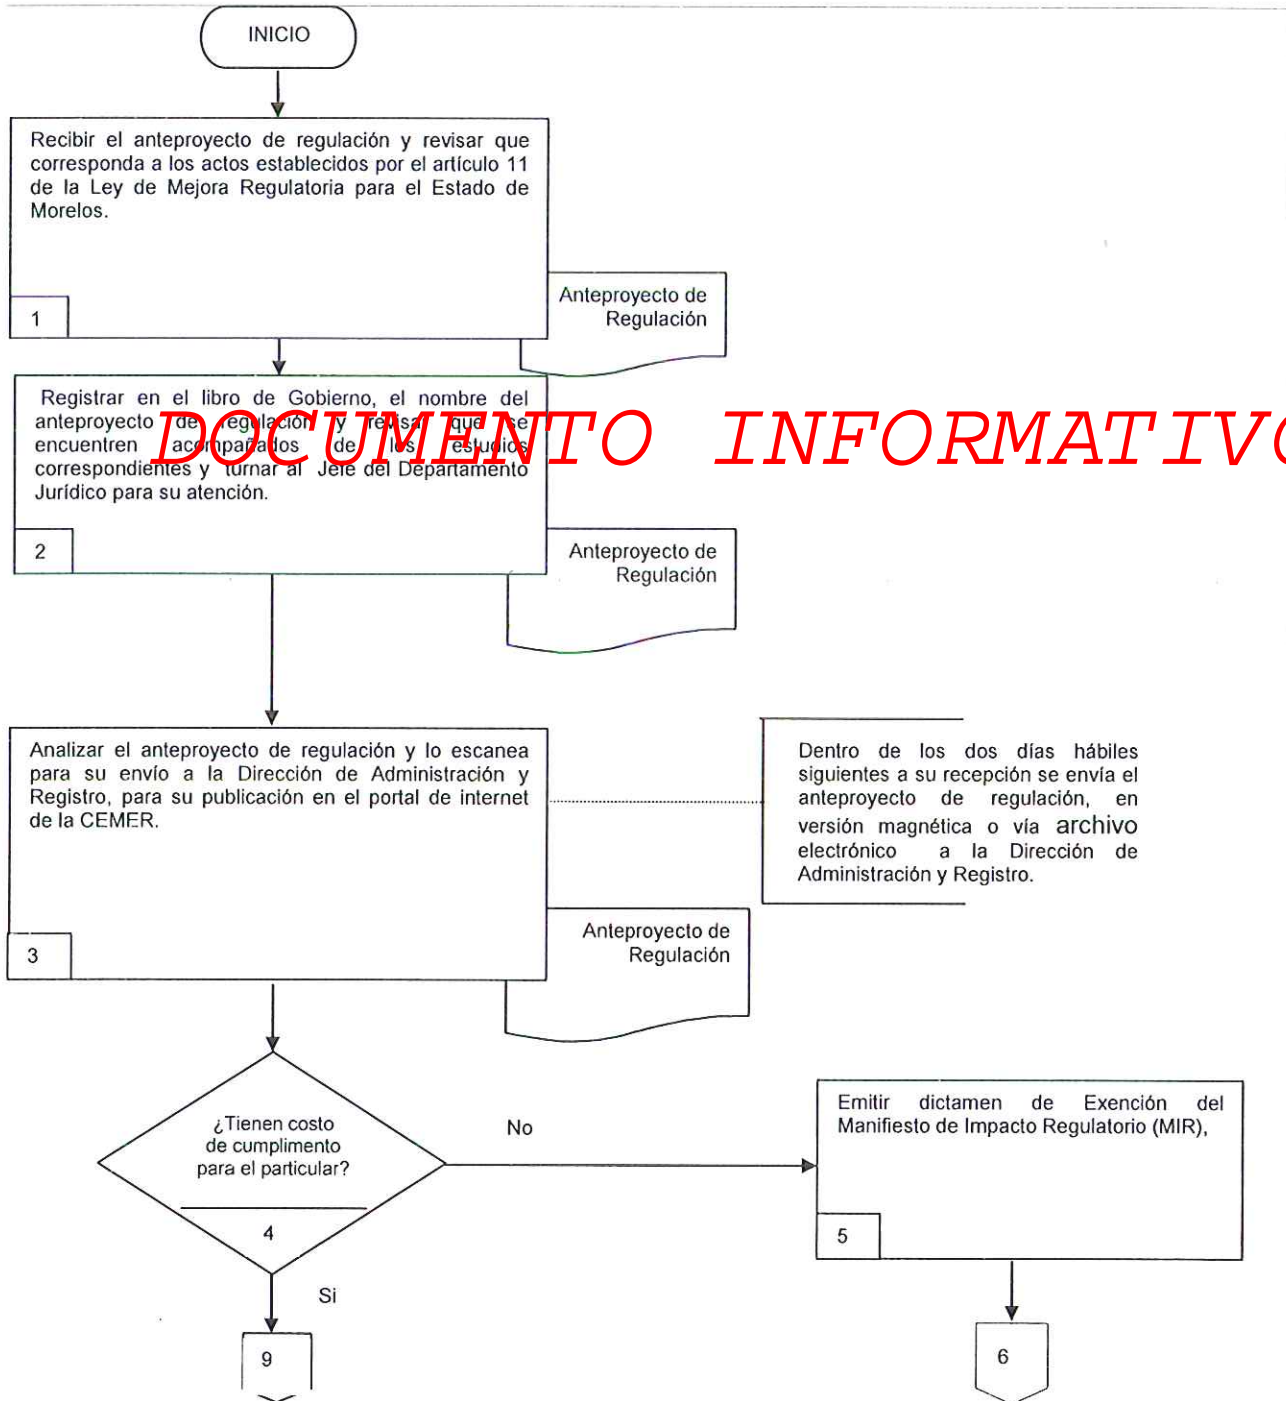 INICIO
Recibir el anteproyecto de regulación y revisar que
corresponda a los actos establecidos por el artículo 11
de la Ley de Mejora Regulatoria para el Estado de
Morelos.
1
Anteproyecto de
Regulación
Registrar en el libro de Gobierno, el nombre del
anteproyecto de regulación y revisar que se
encuentren acompañados de los estudios
correspondientes y turnar al Jefe del Departamento
Jurídico para su atención.
DOCUMENTO INFORMATIVO
2
Anteproyecto de
Regulación
Analizar el anteproyecto de regulación y lo escanea
para su envío a la Dirección de Administración y
Registro, para su publicación en el portal de internet
de la CEMER.
3
Dentro de los dos días hábiles
siguientes a su recepción se envía el
anteproyecto de regulación, en
versión magnética o vía archivo
electrónico a la Dirección de
Administración y Registro.
Anteproyecto de
Regulación
¿Tienen costo
de cumplimento
para el particular?
4
No
Emitir dictamen de Exención del
Manifiesto de Impacto Regulatorio (MIR),
5
Si
9
6